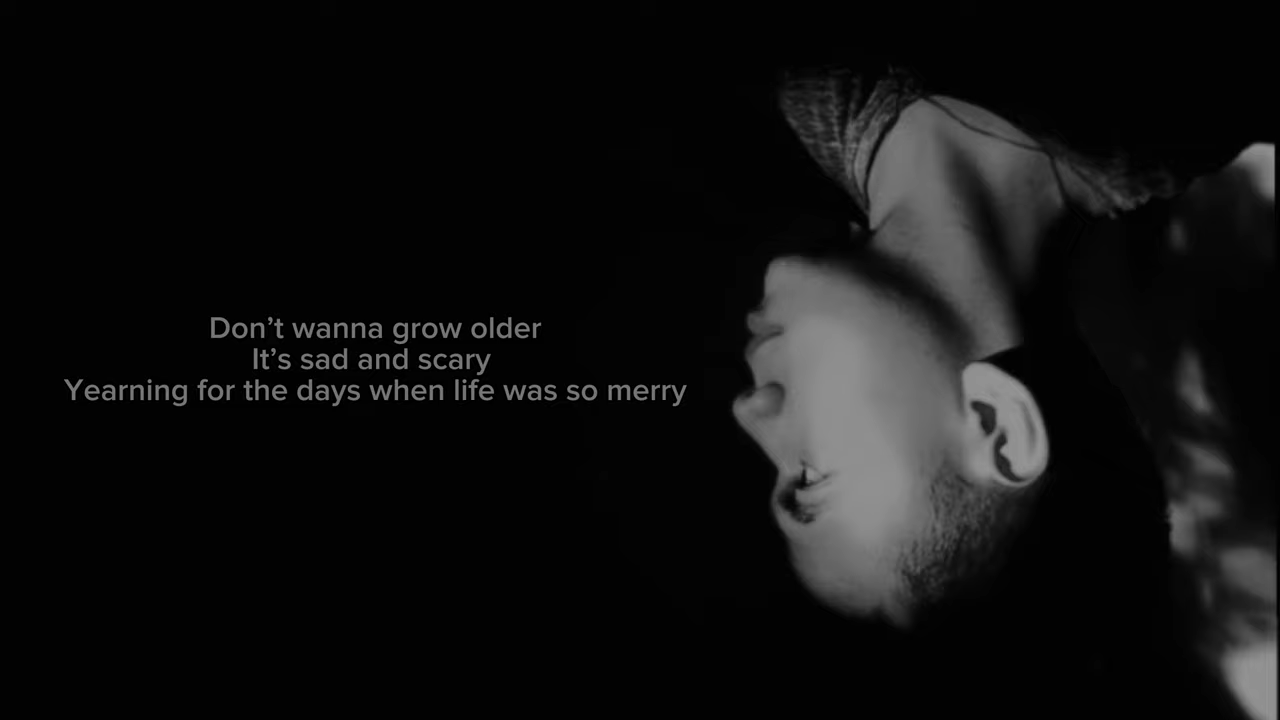 Don’t wanna grow older
It’s sad and scary
Yearning for the days when life was so merry